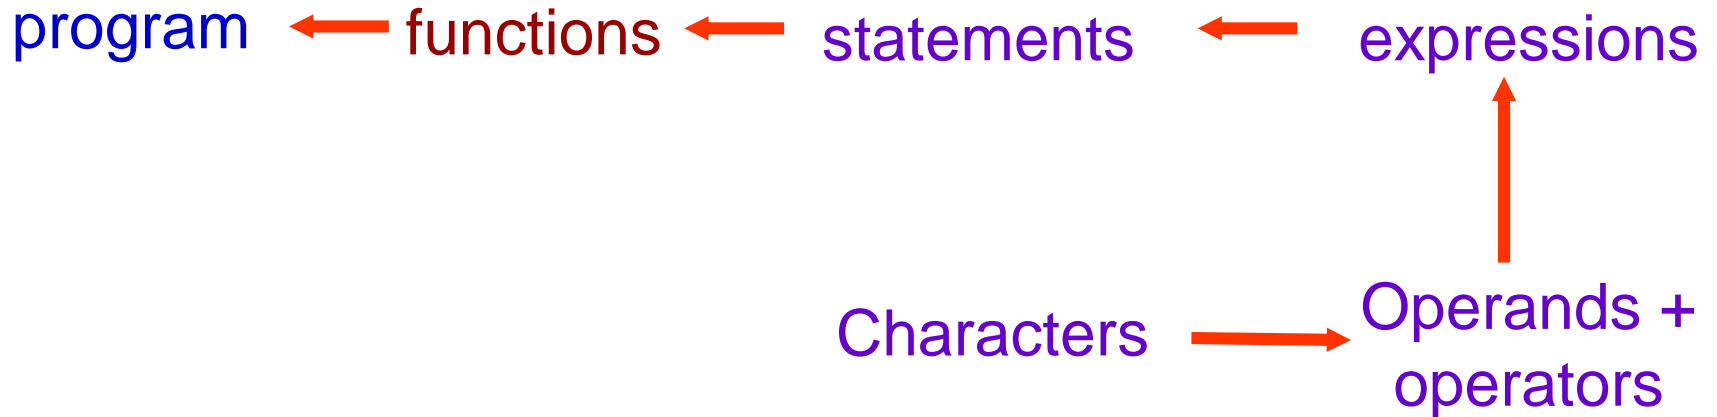 program functions statements expressions
Characters
Operands +
operators